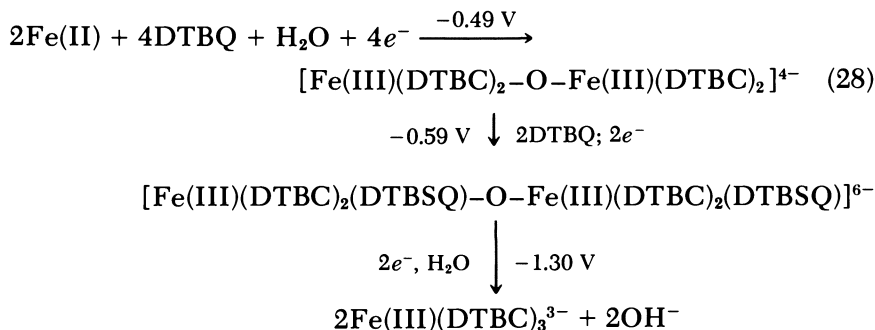 2Fe(II) + 4DTBQ + H₂O + 4e⁻ —−0.49 V→
[Fe(III)(DTBC)₂–O–Fe(III)(DTBC)₂]⁴⁻ (28)
−0.59 V ↓ 2DTBQ; 2e⁻
[Fe(III)(DTBC)₂(DTBSQ)–O–Fe(III)(DTBC)₂(DTBSQ)]⁶⁻
2e⁻, H₂O ↓ −1.30 V
2Fe(III)(DTBC)₃³⁻ + 2OH⁻